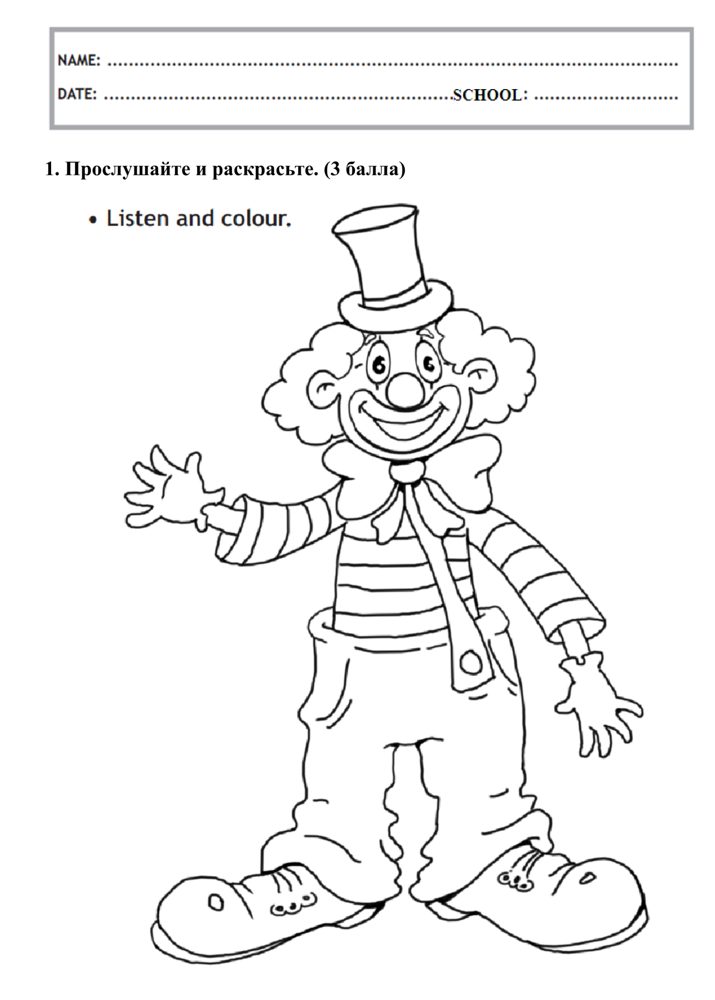 NAME: ........................................................................................................
DATE: ................................................................SCHOOL: ...........................
1. Прослушайте и раскрасьте. (3 балла)
• Listen and colour.